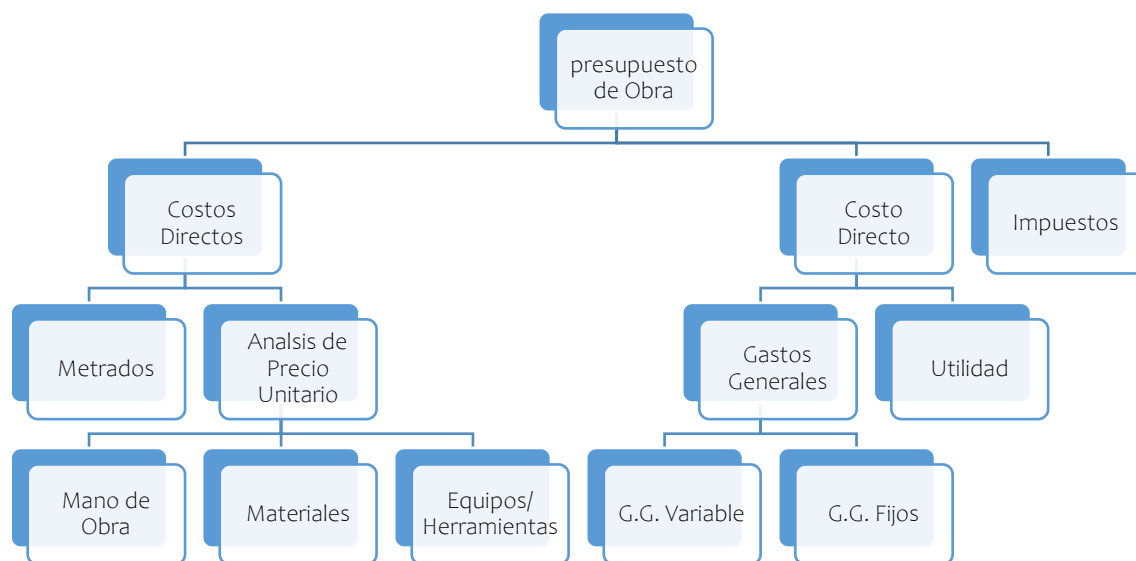 presupuesto
de Obra
Costos
Directos
Costo
Directo
Impuestos
Metrados
Analsis de
Precio
Unitario
Gastos
Generales
Utilidad
Mano de
Obra
Materiales
Equipos/
Herramientas
G.G. Variable
G.G. Fijos